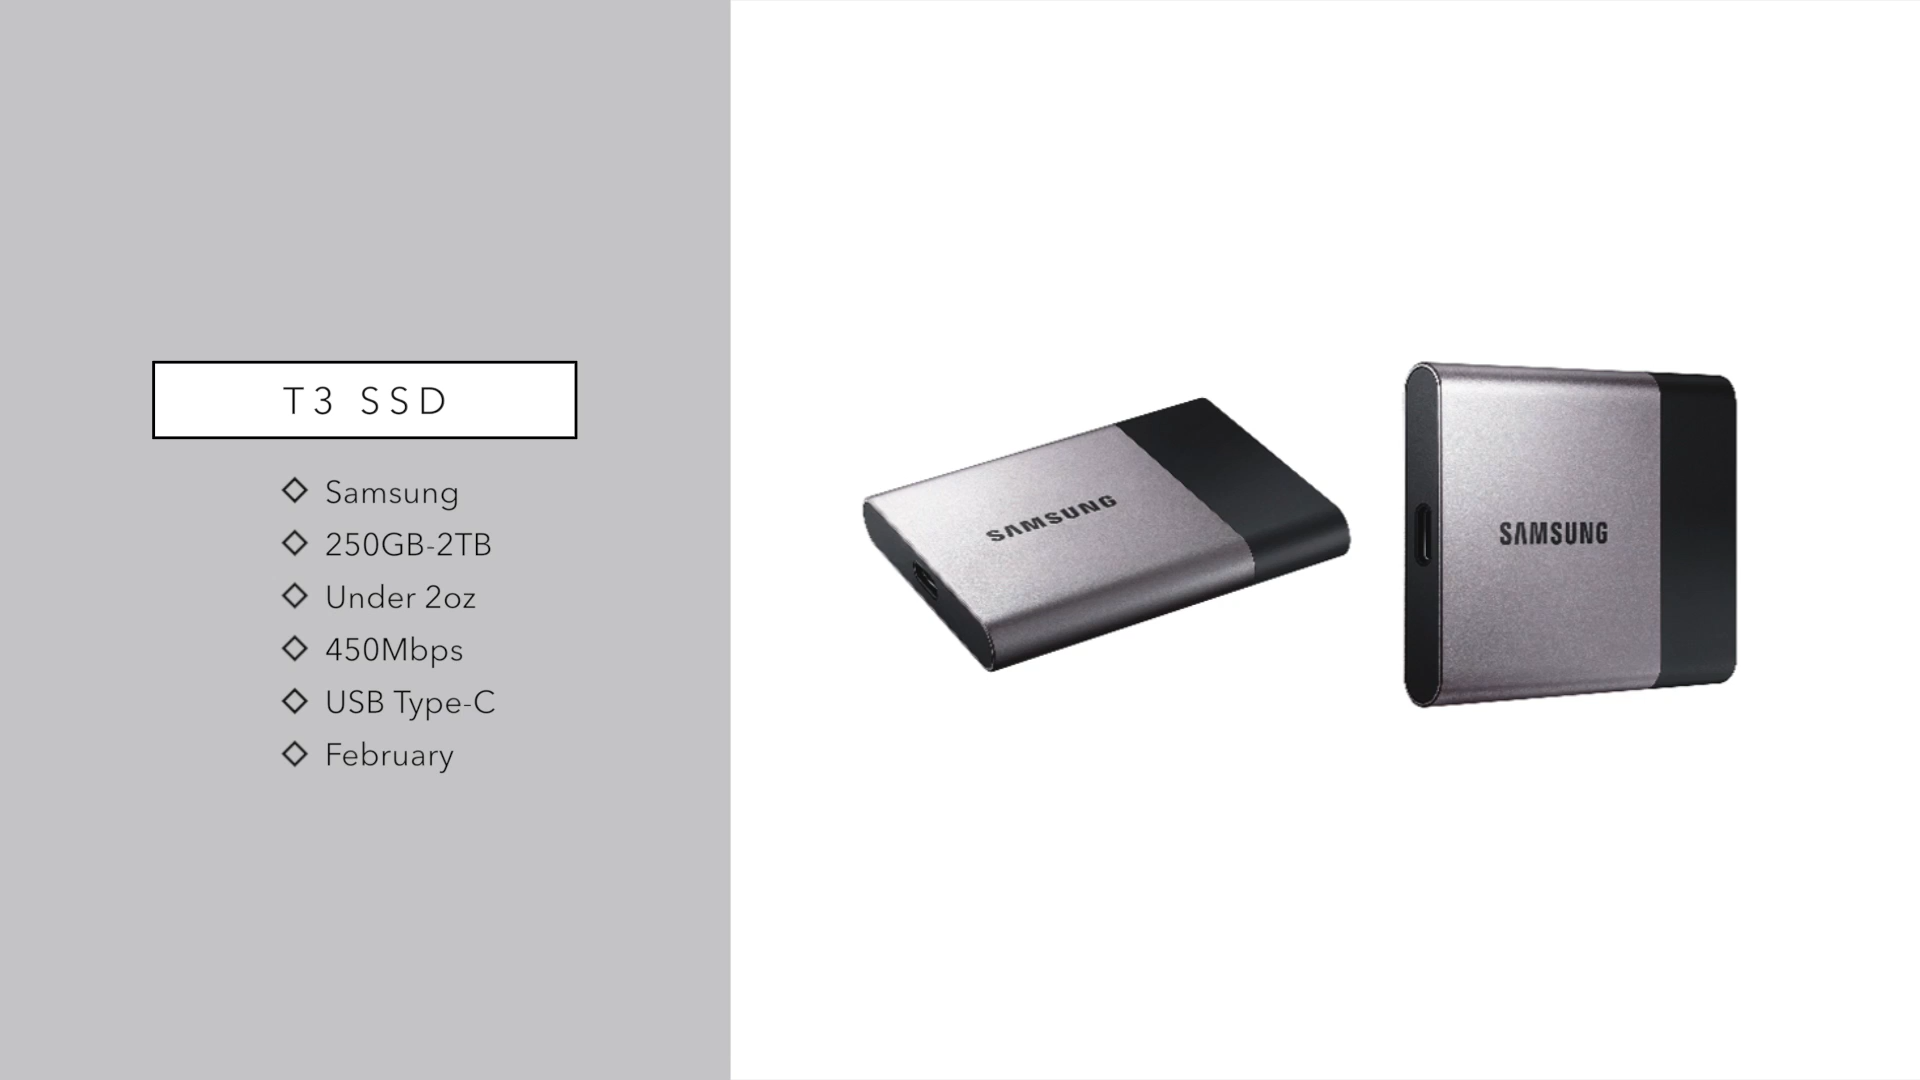 T3 SSD
Samsung
250GB-2TB
Under 2oz
450Mbps
USB Type-C
February
SAMSUNG
SAMSUNG